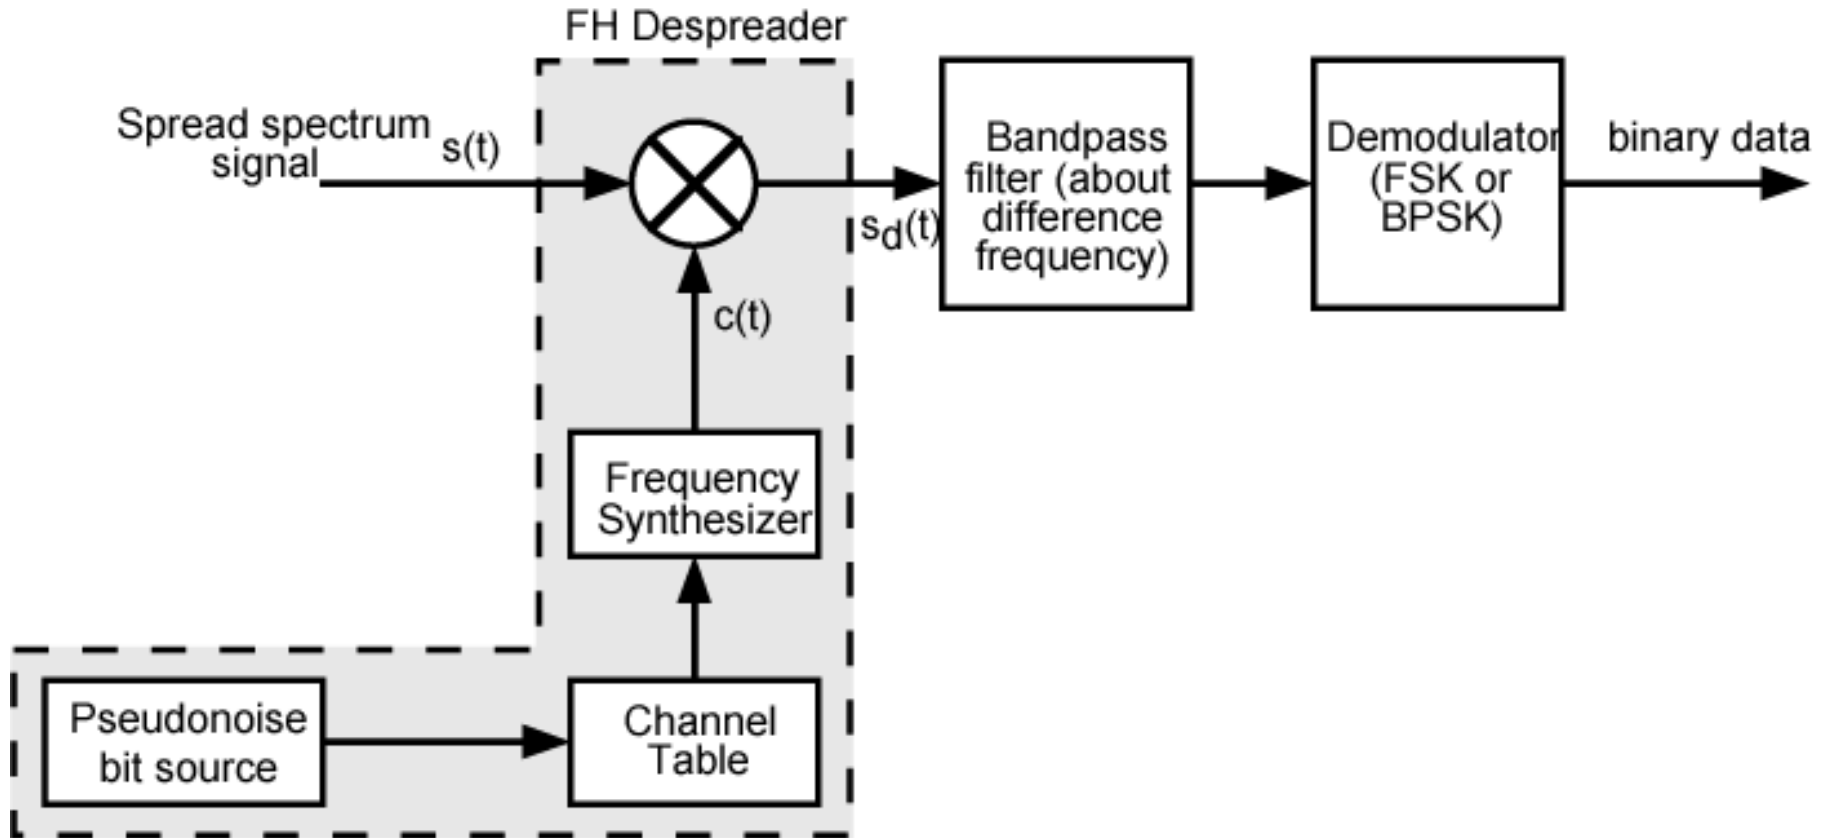 FH Despreader
Spread spectrum
signal
s(t)
Bandpass
filter (about
difference
frequency)
Demodulator
(FSK or
BPSK)
binary data
sd(t)
c(t)
Frequency
Synthesizer
Pseudonoise
bit source
Channel
Table